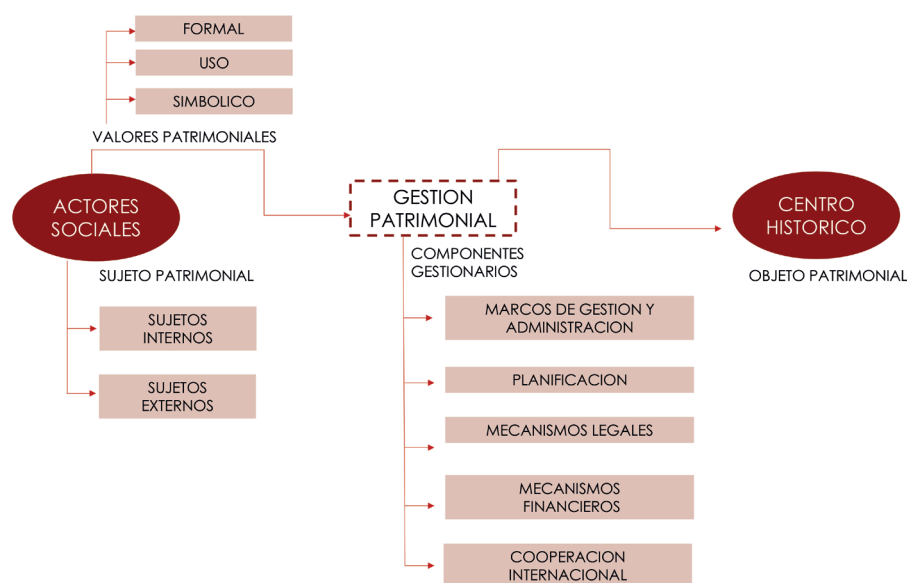 FORMAL
USO
SIMBOLICO
VALORES PATRIMONIALES
ACTORES
SOCIALES
SUJETO PATRIMONIAL
SUJETOS
INTERNOS
SUJETOS
EXTERNOS
GESTION
PATRIMONIAL
COMPONENTES
GESTIONARIOS
MARCOS DE GESTION Y
ADMINISTRACION
PLANIFICACION
MECANISMOS LEGALES
MECANISMOS
FINANCIEROS
COOPERACION
INTERNACIONAL
CENTRO
HISTORICO
OBJETO PATRIMONIAL